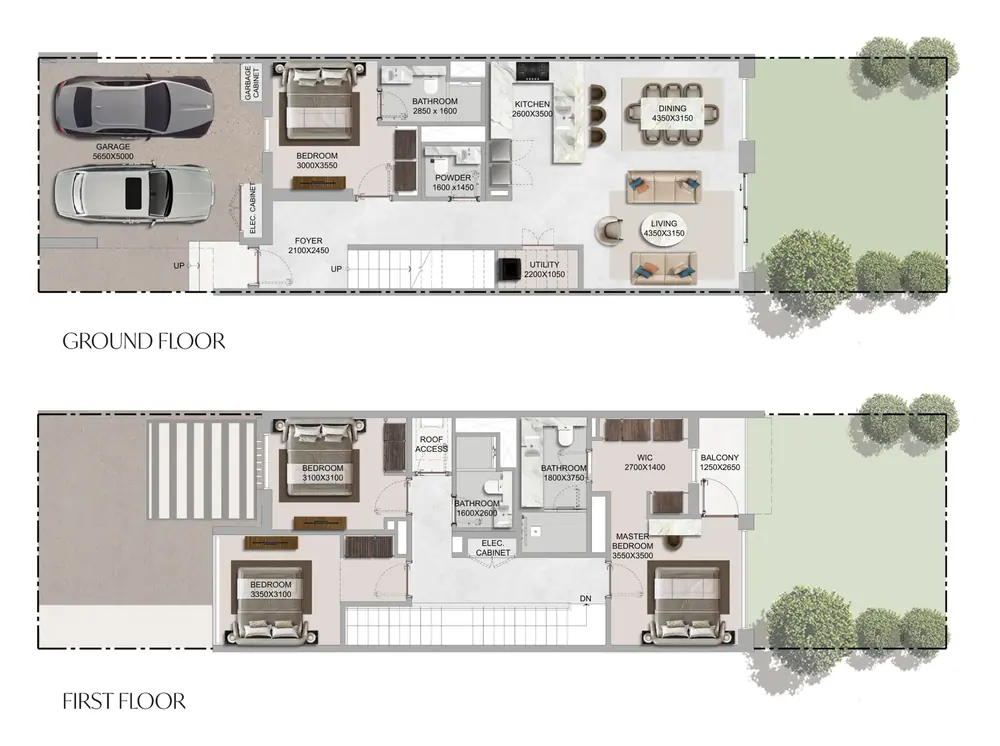 GARBAGE
CABINET
GARAGE
5650X5000
ELEC. CABINET
UP
BEDROOM
3000X3550
BATHROOM
2850 x 1600
POWDER
1600 x1450
FOYER
2100X2450
UP
KITCHEN
2600X3500
DINING
4350X3150
LIVING
4350X3150
UTILITY
2200X1050
GROUND FLOOR
BEDROOM
3100X3100
ROOF
ACCESS
BATHROOM
1600X2600
BATHROOM
1800X3750
WIC
2700X1400
BALCONY
1250X2650
ELEC.
CABINET
MASTER
BEDROOM
3550X3500
BEDROOM
3350X3100
DN
FIRST FLOOR